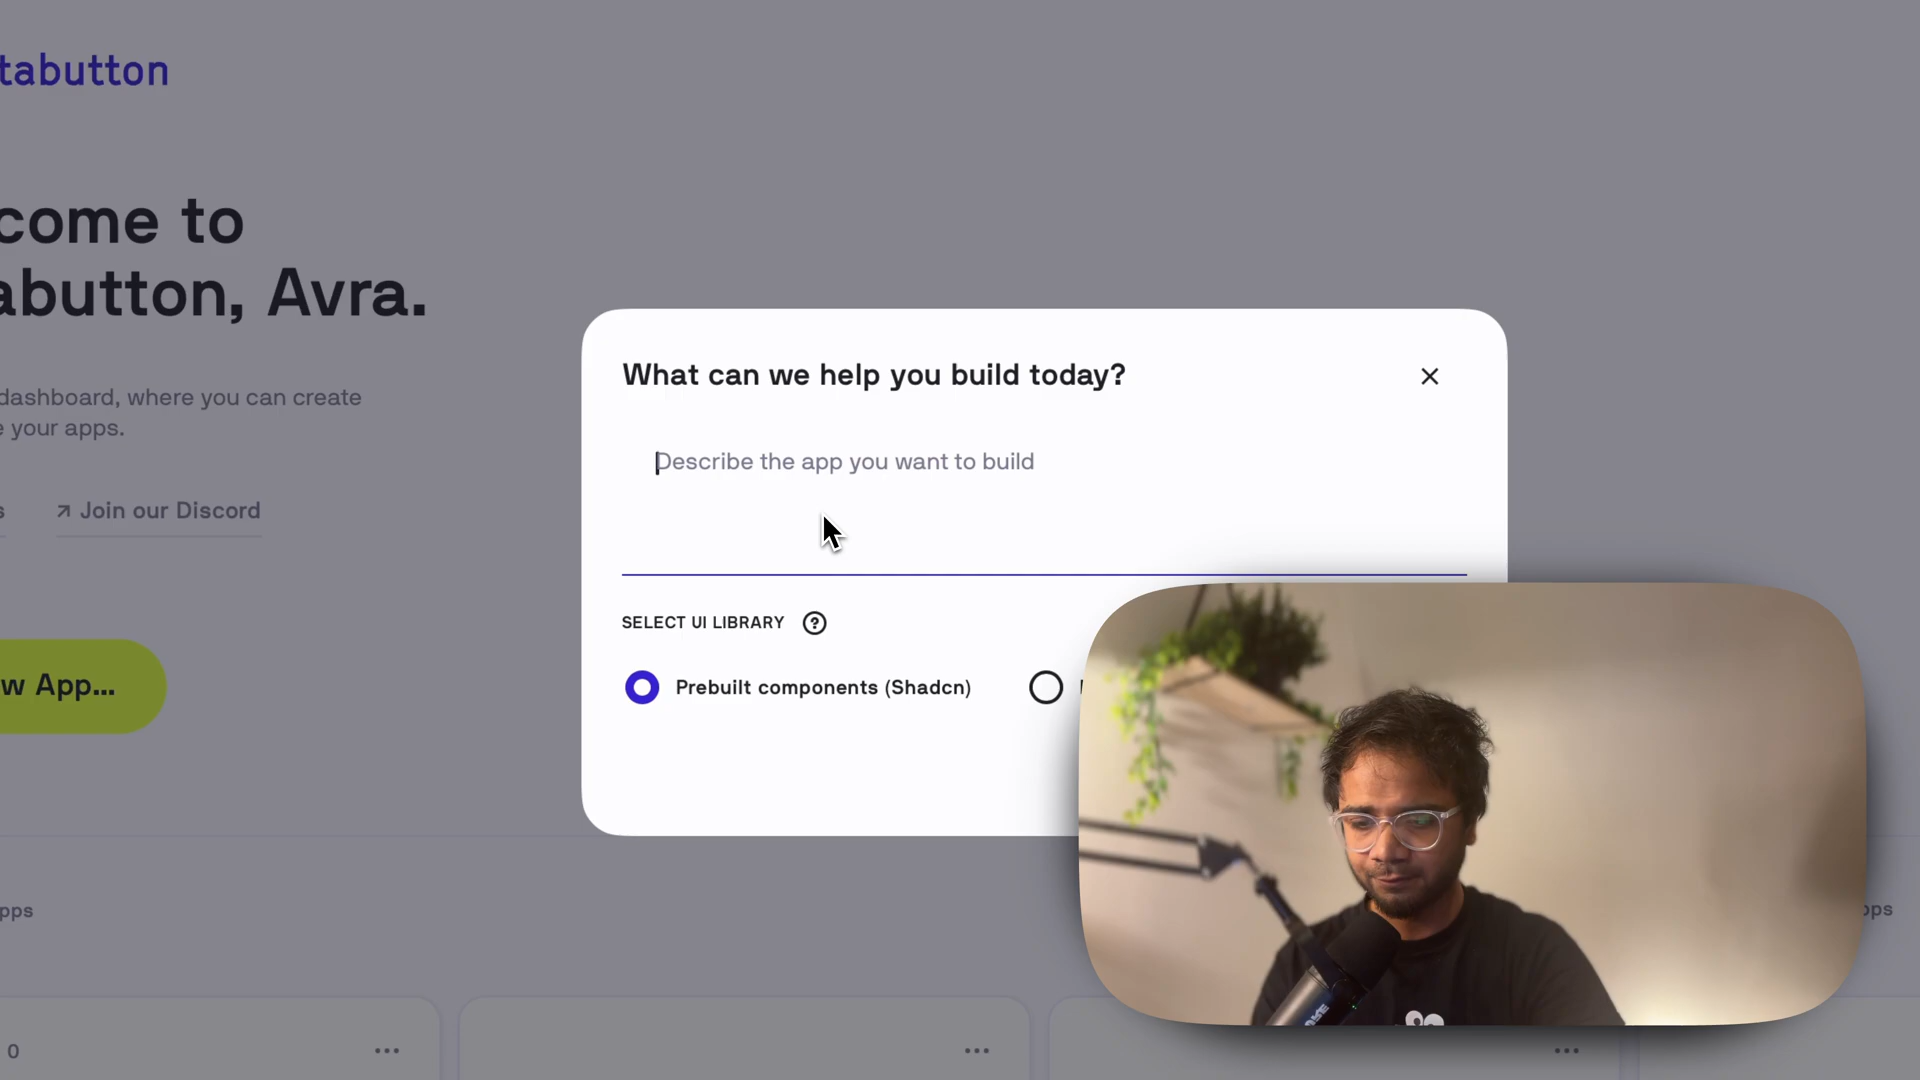 tabutton
come to
abutton, Avra.
dashboard, where you can create
your apps.
Join our Discord
w App...
What can we help you build today?
Describe the app you want to build
SELECT UI LIBRARY
Prebuilt components (Shadcn)
pps
ops
0